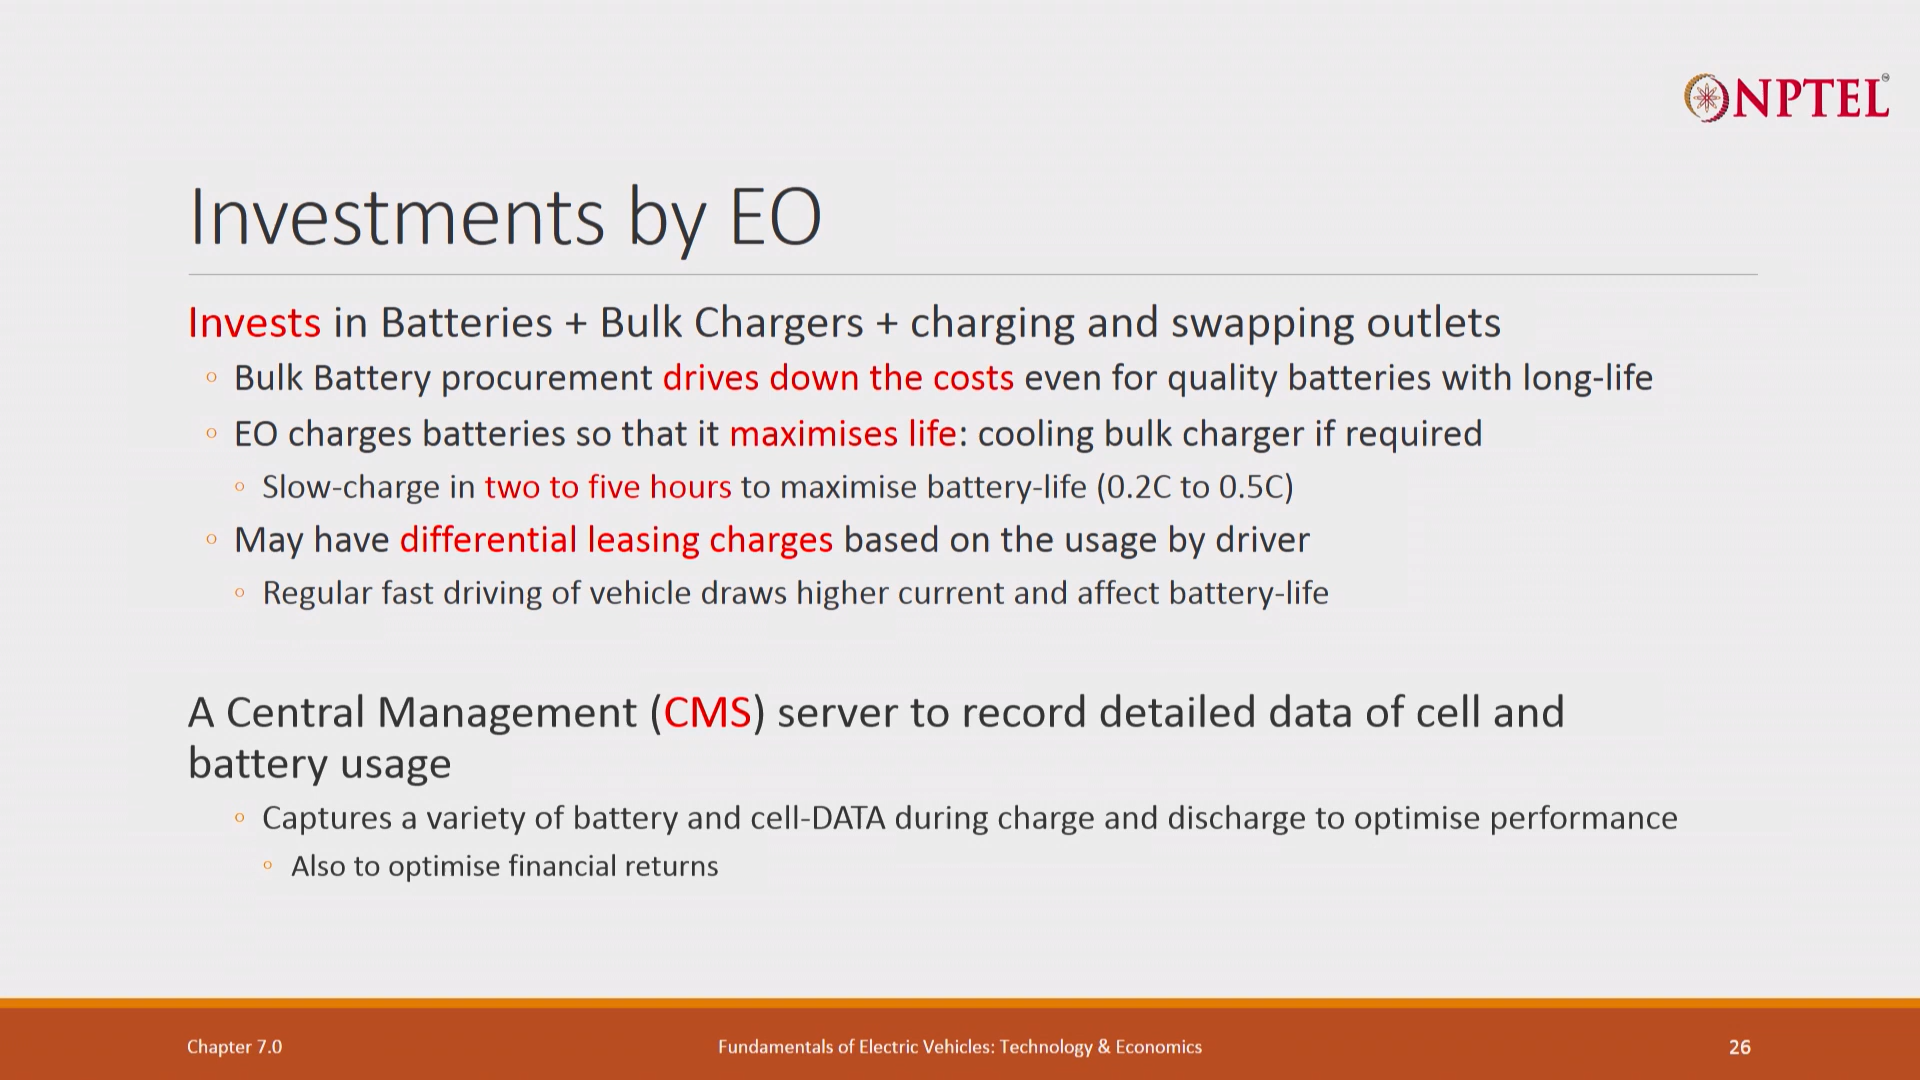 NPTEL
Investments by EO
Invests in Batteries + Bulk Chargers + charging and swapping outlets
◦ Bulk Battery procurement drives down the costs even for quality batteries with long-life
◦ EO charges batteries so that it maximises life: cooling bulk charger if required
◦ Slow-charge in two to five hours to maximise battery-life (0.2C to 0.5C)
◦ May have differential leasing charges based on the usage by driver
◦ Regular fast driving of vehicle draws higher current and affect battery-life
A Central Management (CMS) server to record detailed data of cell and
battery usage
◦ Captures a variety of battery and cell-DATA during charge and discharge to optimise performance
◦ Also to optimise financial returns
Chapter 7.0
Fundamentals of Electric Vehicles: Technology & Economics
26